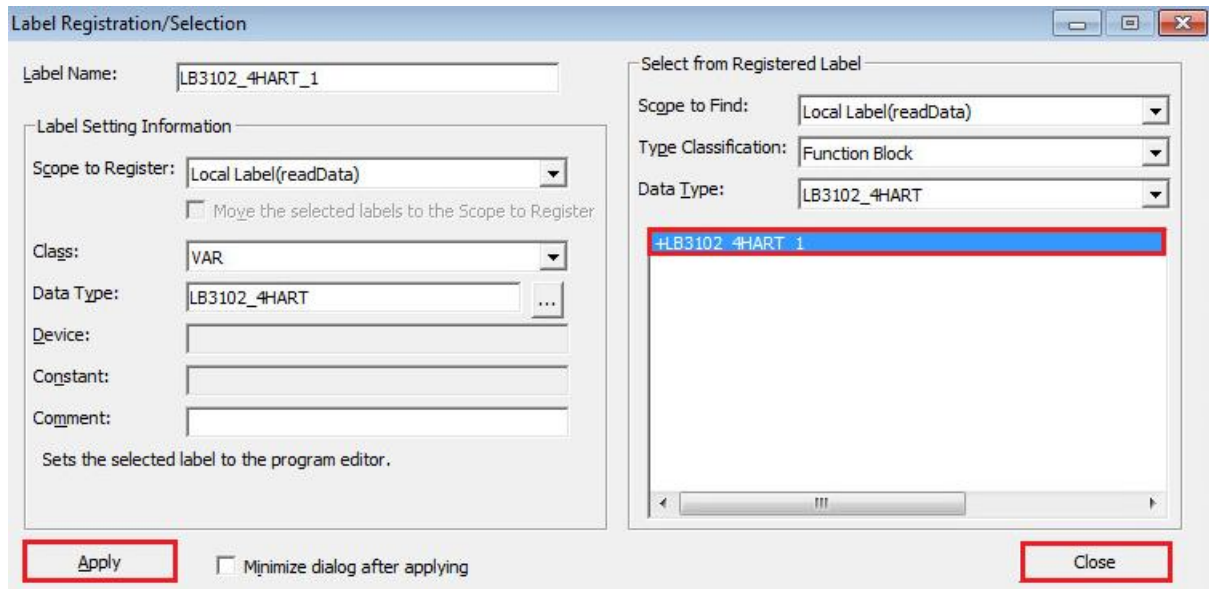 Label Registration/Selection
Label Name:
LB3102_4HART_1
Label Setting Information
Scope to Register:
Local Label(readData)
Move the selected labels to the Scope to Register
Class:
VAR
Data Type:
LB3102_4HART
...
Device:
Constant:
Comment:
Sets the selected label to the program editor.
Select from Registered Label
Scope to Find:
Local Label(readData)
Type Classification:
Function Block
Data Type:
LB3102_4HART
+LB3102_4HART_1
Apply
Minimize dialog after applying
Close